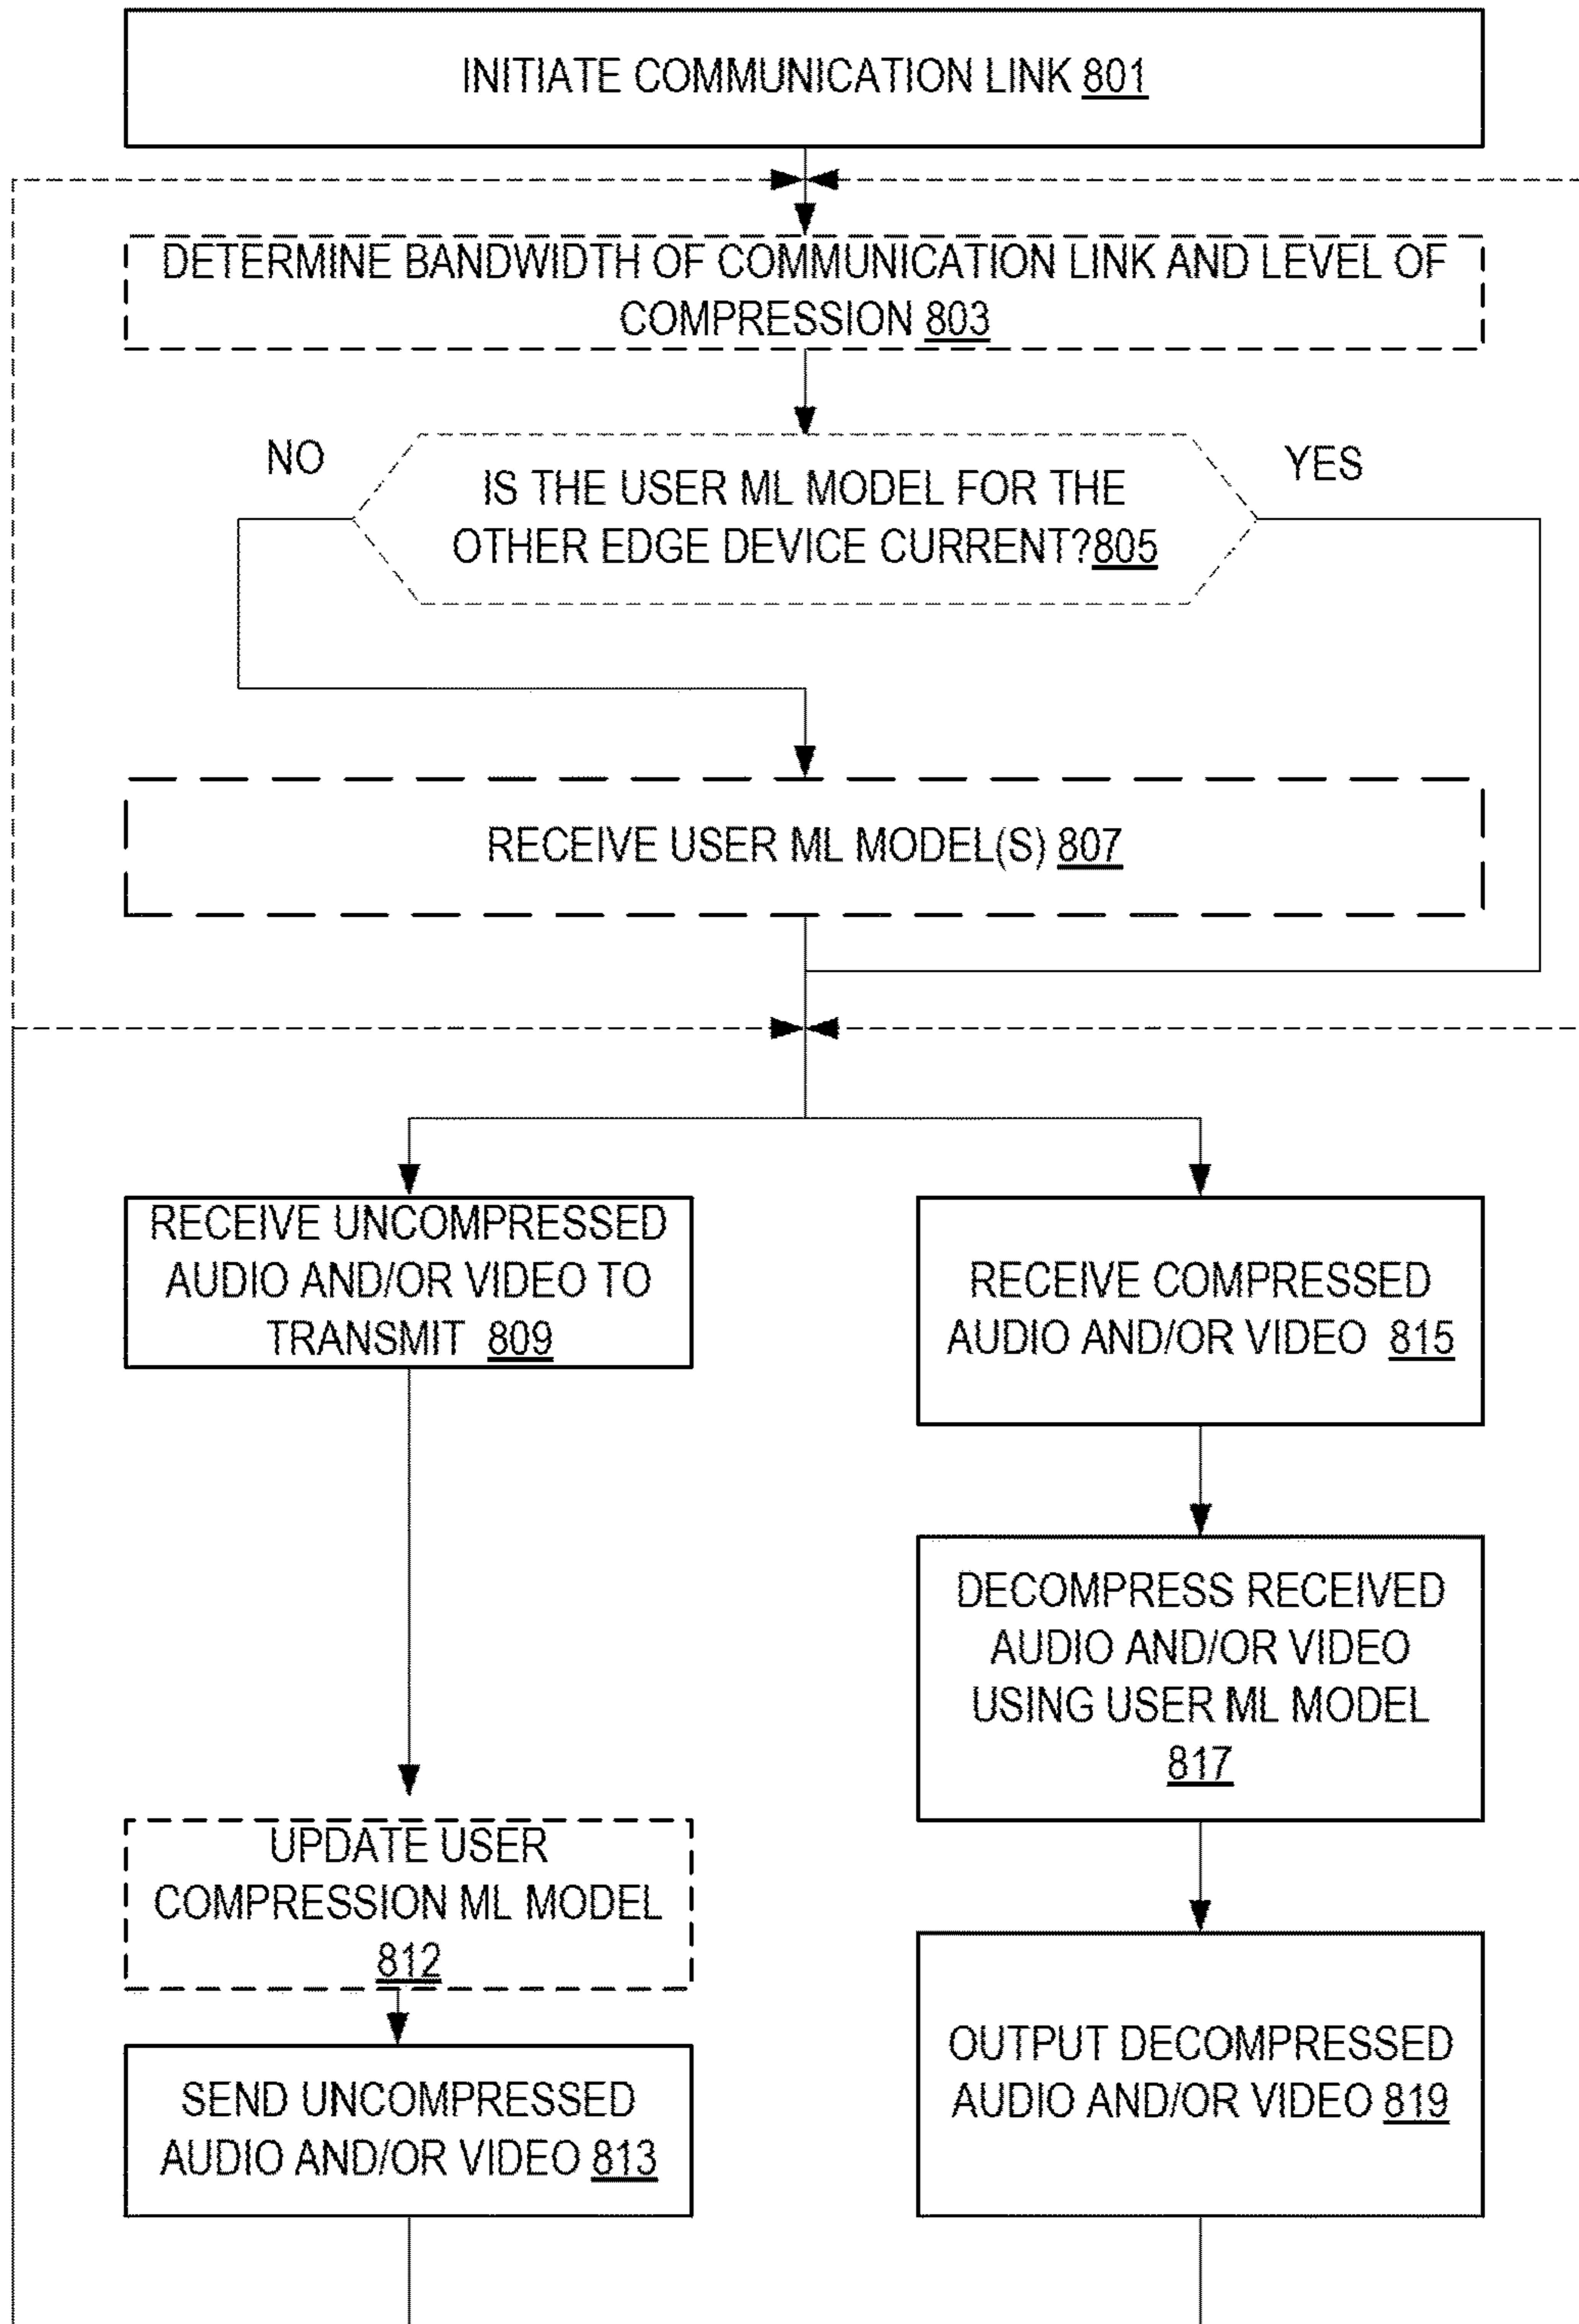 INITIATE COMMUNICATION LINK 801
DETERMINE BANDWIDTH OF COMMUNICATION LINK AND LEVEL OF
COMPRESSION 803
NO
YES
IS THE USER ML MODEL FOR THE
OTHER EDGE DEVICE CURRENT?805
RECEIVE USER ML MODEL(S) 807
RECEIVE UNCOMPRESSED
AUDIO AND/OR VIDEO TO
TRANSMIT 809
UPDATE USER
COMPRESSION ML MODEL
812
SEND UNCOMPRESSED
AUDIO AND/OR VIDEO 813
RECEIVE COMPRESSED
AUDIO AND/OR VIDEO 815
DECOMPRESS RECEIVED
AUDIO AND/OR VIDEO
USING USER ML MODEL
817
OUTPUT DECOMPRESSED
AUDIO AND/OR VIDEO 819